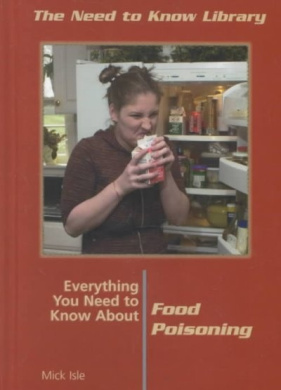 The Need to Know Library
Everything
You Need to
Know About
Food
Poisoning
Mick Isle